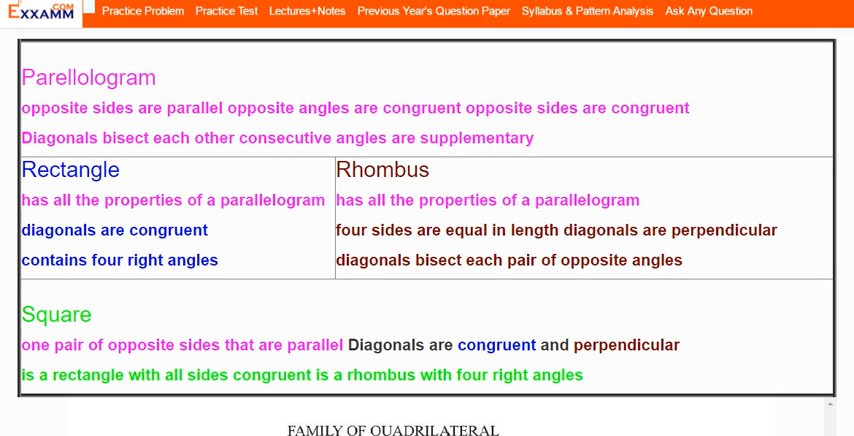 EXXAMM.COM
Practice Problem Practice Test Lectures+Notes Previous Year's Question Paper Syllabus & Pattern Analysis Ask Any Question
Parellologram
opposite sides are parallel opposite angles are congruent opposite sides are congruent
Diagonals bisect each other consecutive angles are supplementary
Rectangle
has all the properties of a parallelogram
diagonals are congruent
contains four right angles
Rhombus
has all the properties of a parallelogram
four sides are equal in length diagonals are perpendicular
diagonals bisect each pair of opposite angles
Square
one pair of opposite sides that are parallel Diagonals are congruent and perpendicular
is a rectangle with all sides congruent is a rhombus with four right angles
FAMILY OF QUADRILATERAL